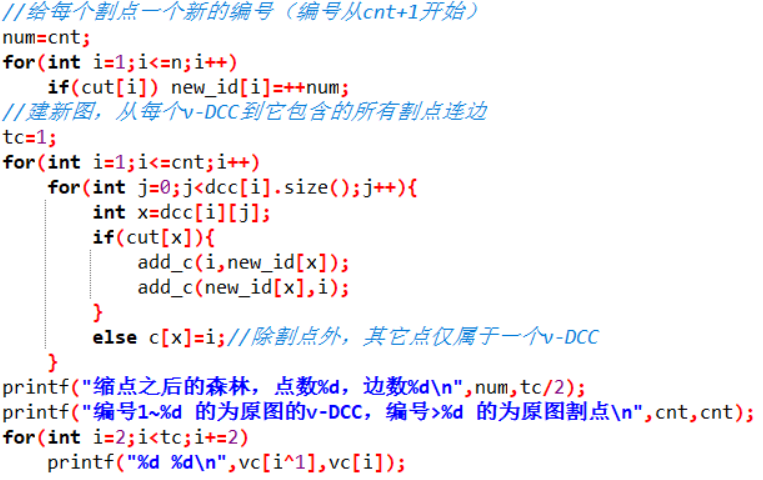 //给每个割点一个新的编号（编号从cnt+1开始）
num=cnt;
for(int i=1;i<=n;i++)
    if(cut[i]) new_id[i]=++num;
//建新图，从每个v-DCC到它包含的所有割点连边
tc=1;
for(int i=1;i<=cnt;i++)
    for(int j=0;j<dcc[i].size();j++){
        int x=dcc[i][j];
        if(cut[x]){
            add_c(i,new_id[x]);
            add_c(new_id[x],i);
        }
        else c[x]=i;//除割点外，其它点仅属于一个v-DCC
    }
printf("缩点之后的森林，点数%d，边数%d\n",num,tc/2);
printf("编号1~%d 的为原图的v-DCC，编号>%d 的为原图割点\n",cnt,cnt);
for(int i=2;i<tc;i+=2)
    printf("%d %d\n",vc[i^1],vc[i]);